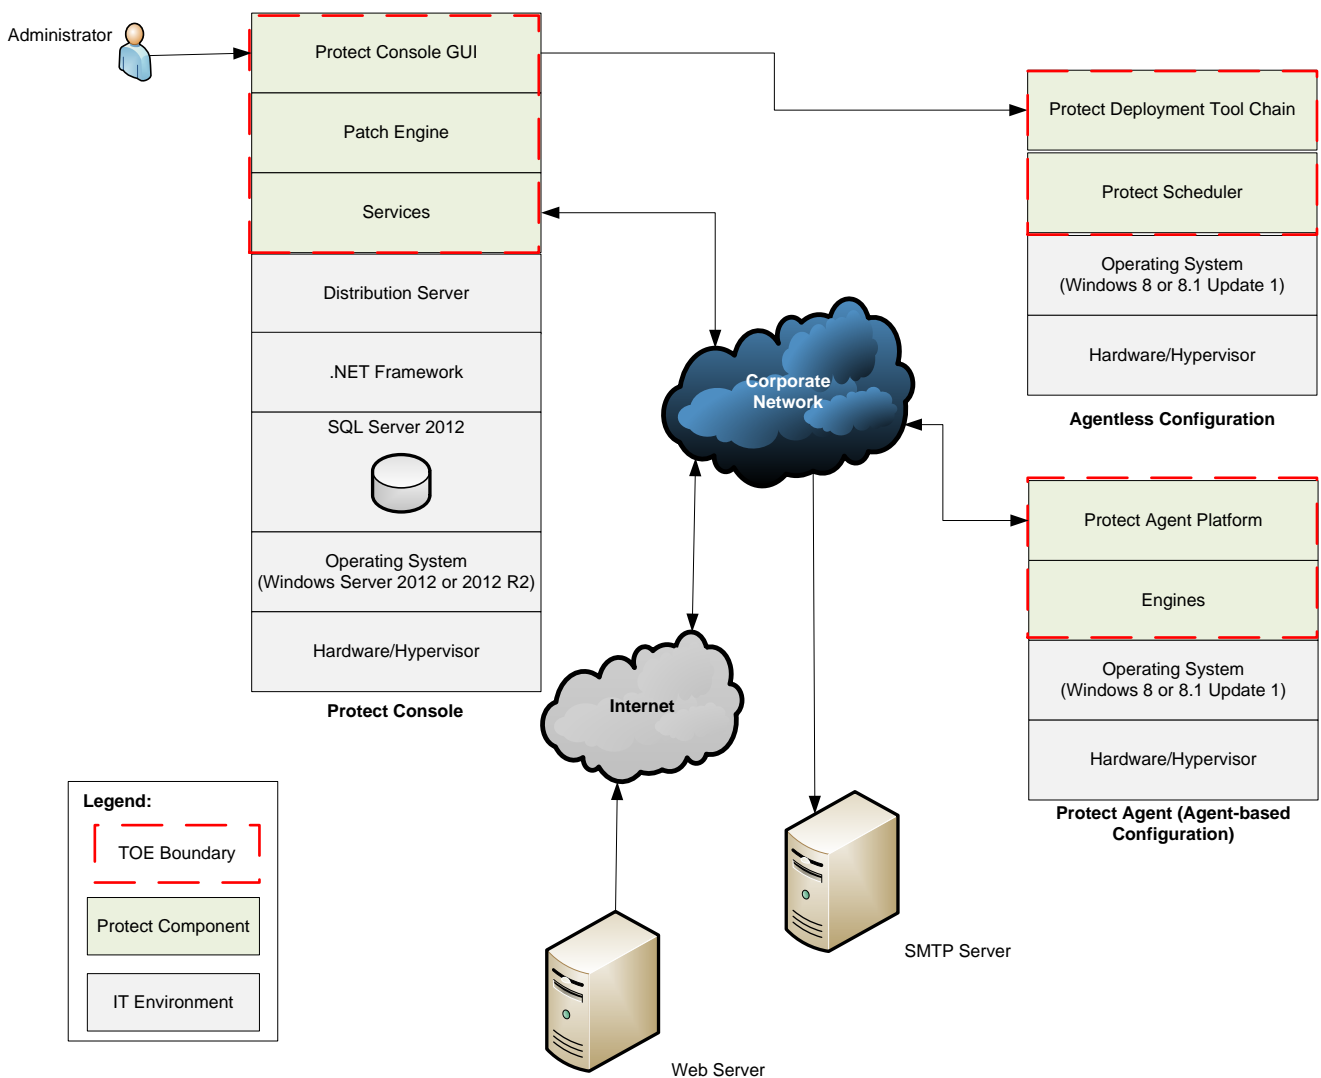 Administrator
Protect Console GUI
Patch Engine
Services
Distribution Server
.NET Framework
SQL Server 2012
Operating System
(Windows Server 2012 or 2012 R2)
Hardware/Hypervisor
Protect Console
Protect Deployment Tool Chain
Protect Scheduler
Operating System
(Windows 8 or 8.1 Update 1)
Hardware/Hypervisor
Agentless Configuration
Corporate
Network
Protect Agent Platform
Engines
Operating System
(Windows 8 or 8.1 Update 1)
Hardware/Hypervisor
Protect Agent (Agent-based
Configuration)
Internet
SMTP Server
Web Server
Legend:
TOE Boundary
Protect Component
IT Environment